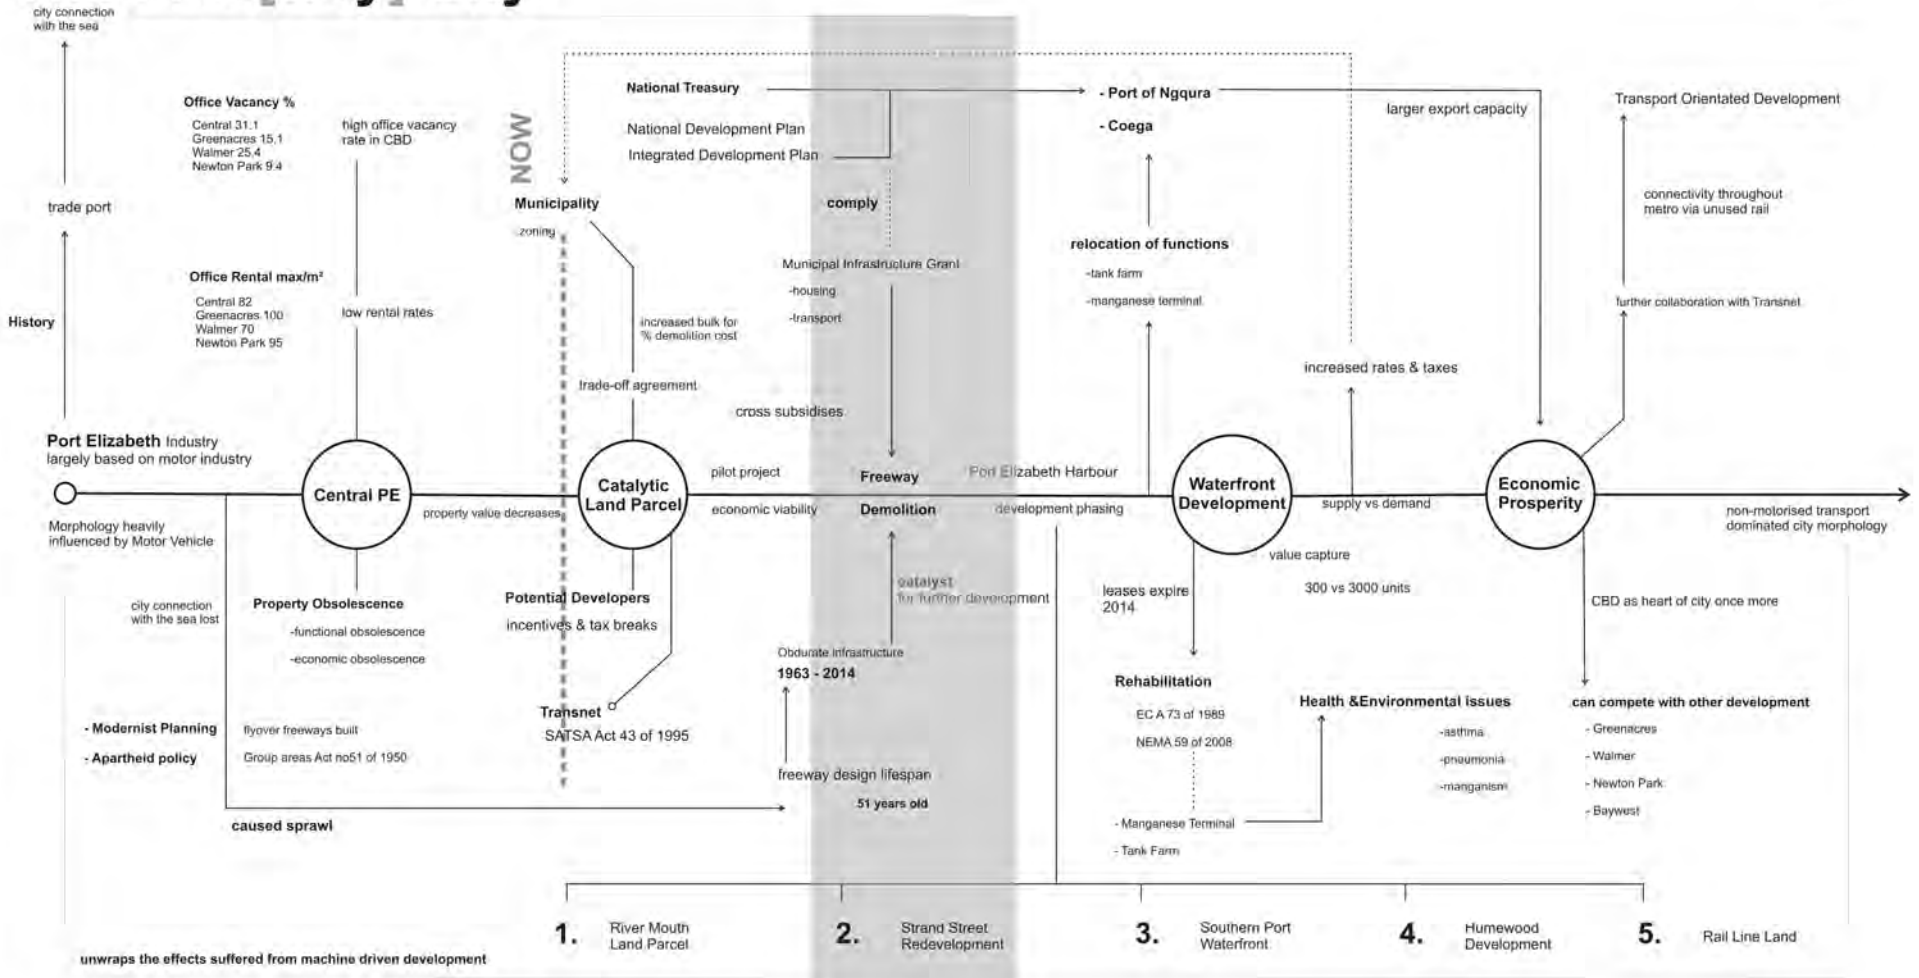 city connection
with the sea
trade port
History
Port Elizabeth Industry
largely based on motor industry
Morphology heavily
influenced by Motor Vehicle
Office Vacancy %
Central 31.1
Greenacres 15.1
Walmer 25.4
Newton Park 9.4
high office vacancy
rate in CBD
Office Rental max/m²
Central 82
Greenacres 100
Walmer 70
Newton Park 95
low rental rates
Central PE
city connection
with the sea lost
Property Obsolescence
-functional obsolescence
-economic obsolescence
- Modernist Planning
flyover freeways built
- Apartheid policy
Group areas Act no51 of 1950
caused sprawl
property value decreases
NOW
Municipality
zoning
increased bulk for
% demolition cost
trade-off agreement
Catalytic
Land Parcel
Potential Developers
incentives & tax breaks
Transnet
SATSA Act 43 of 1995
National Treasury
National Development Plan
Integrated Development Plan
comply
Municipal Infrastructure Grant
-housing
-transport
cross subsidises
pilot project
economic viability
Freeway
Demolition
Port Elizabeth Harbour
development phasing
catalyst
for further development
Obdurate infrastructure
1963 - 2014
freeway design lifespan
51 years old
- Port of Ngqura
- Coega
relocation of functions
-tank farm
-manganese terminal
larger export capacity
increased rates & taxes
Waterfront
Development
supply vs demand
value capture
300 vs 3000 units
leases expire
2014
Rehabilitation
EC A 73 of 1989
NEMA 59 of 2008
- Manganese Terminal
- Tank Farm
Health &Environmental issues
-asthma
-pneumonia
-manganism
Transport Orientated Development
connectivity throughout
metro via unused rail
further collaboration with Transnet
Economic
Prosperity
non-motorised transport
dominated city morphology
CBD as heart of city once more
can compete with other development
- Greenacres
- Walmer
- Newton Park
- Baywest
1. River Mouth
Land Parcel
2. Strand Street
Redevelopment
3. Southern Port
Waterfront
4. Humewood
Development
5. Rail Line Land
unwraps the effects suffered from machine driven development